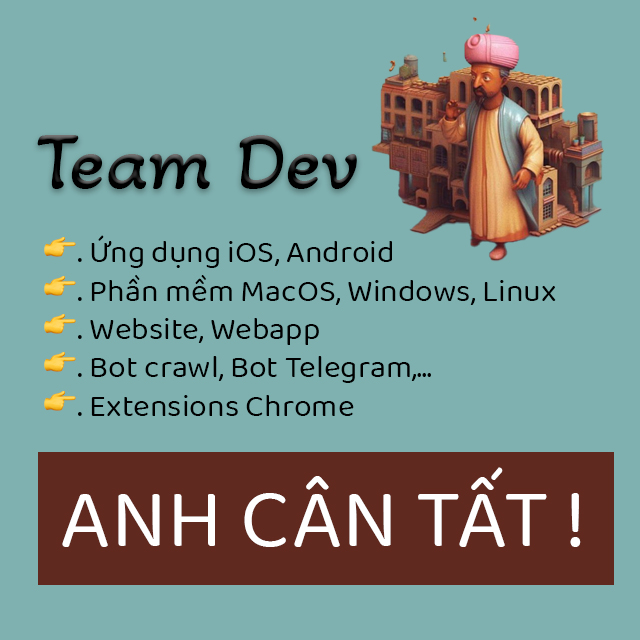 Team Dev
👉. Ứng dụng iOS, Android
👉. Phần mềm MacOS, Windows, Linux
👉. Website, Webapp
👉. Bot crawl, Bot Telegram,...
👉. Extensions Chrome
ANH CÂN TẤT !